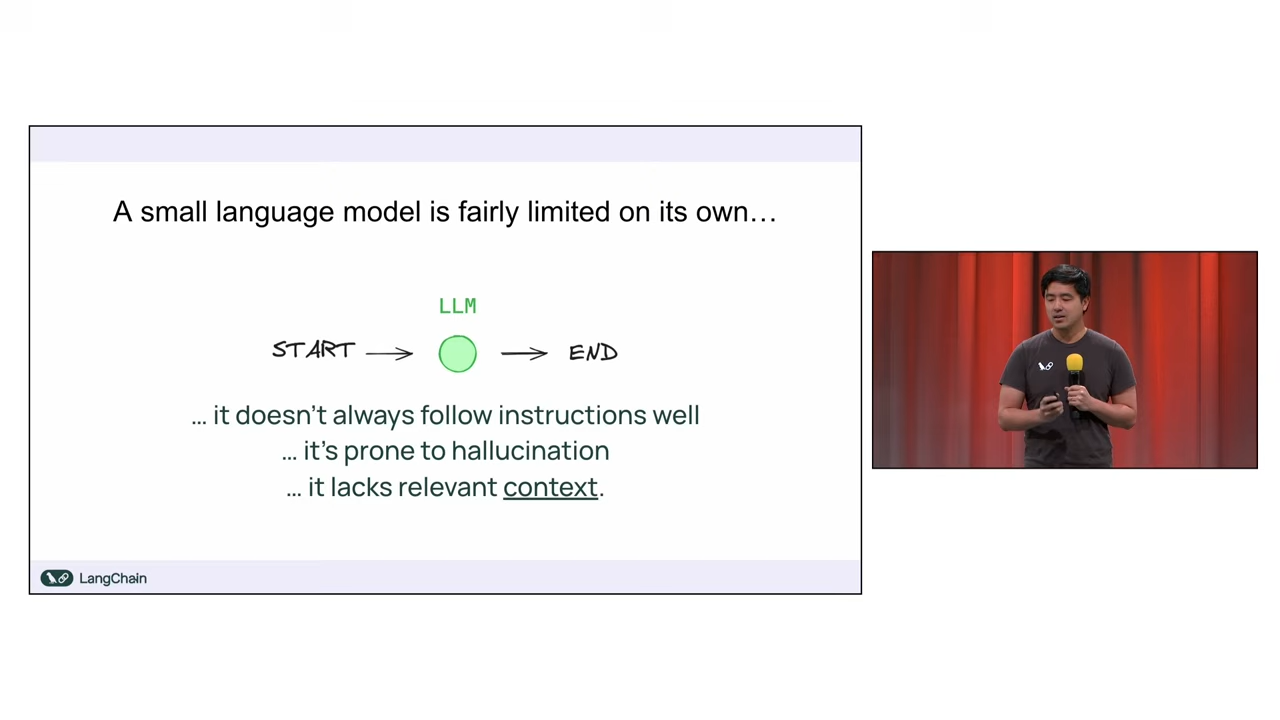 A small language model is fairly limited on its own…
LLM
START
END
… it doesn't always follow instructions well
… it's prone to hallucination
… it lacks relevant context.
LangChain